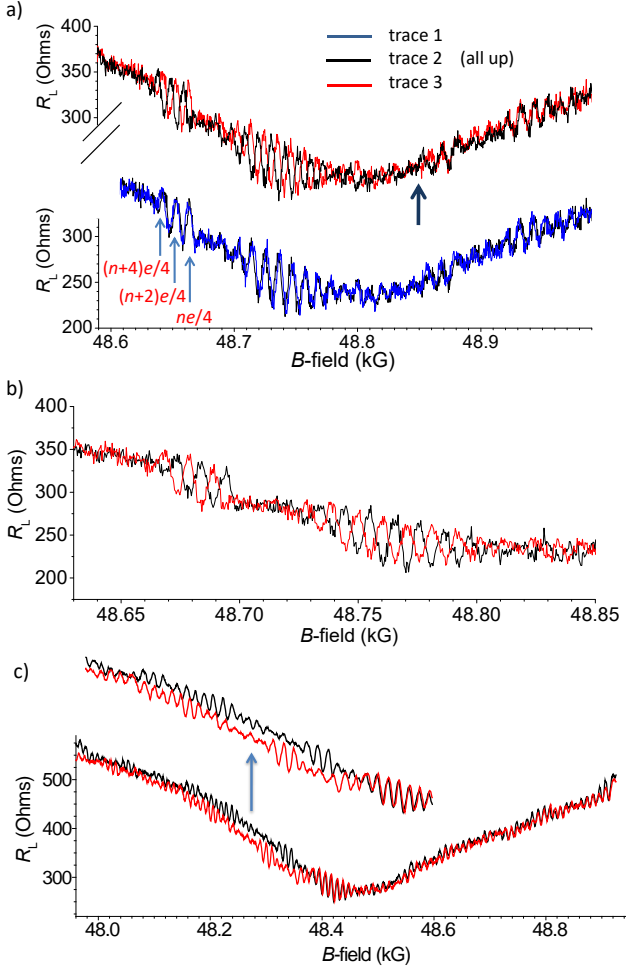 a)
trace 1
trace 2 (all up)
trace 3
400
350
300
R_L (Ohms)
300
250
200
R_L (Ohms)
(n+4)e/4
(n+2)e/4
ne/4
48.6 48.7 48.8 48.9
B-field (kG)
b)
400
350
300
250
200
R_L (Ohms)
48.65 48.70 48.75 48.80 48.85
B-field (kG)
c)
500
400
300
R_L (Ohms)
48.0 48.2 48.4 48.6 48.8
B-field (kG)